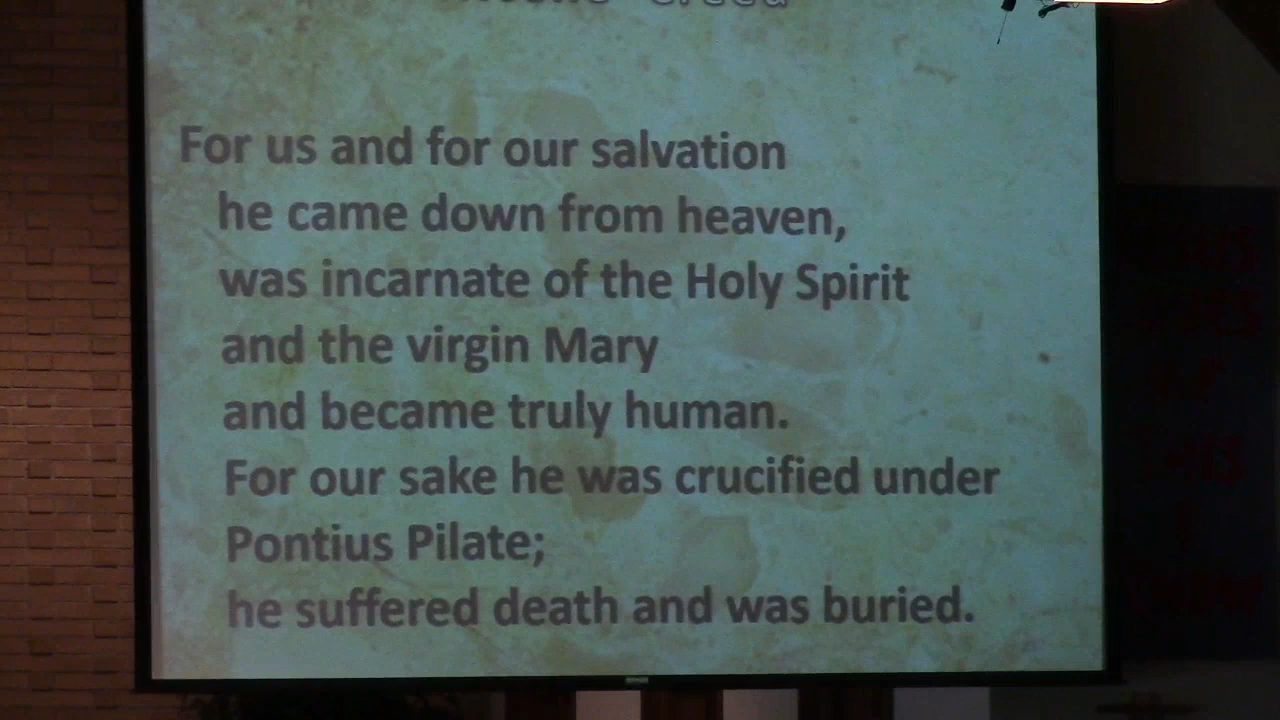 Creed
For us and for our salvation
he came down from heaven,
was incarnate of the Holy Spirit
and the virgin Mary
and became truly human.
For our sake he was crucified under
Pontius Pilate;
he suffered death and was buried.